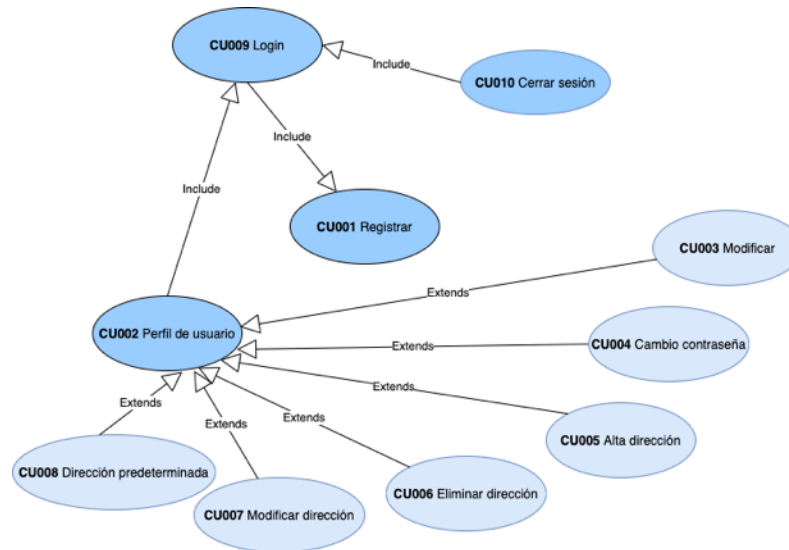 CU009 Login
Include
CU010 Cerrar sesión
Include
Include
CU001 Registrar
CU003 Modificar
Extends
CU002 Perfil de usuario
Extends
CU004 Cambio contraseña
Extends
Extends
Extends
Extends
CU005 Alta dirección
CU008 Dirección predeterminada
CU006 Eliminar dirección
CU007 Modificar dirección